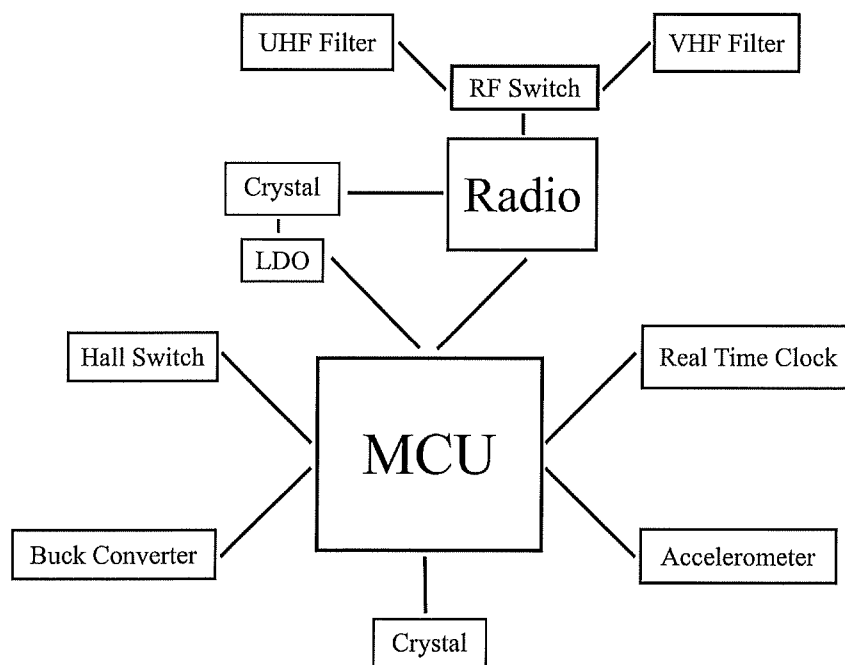 UHF Filter
VHF Filter
RF Switch
Crystal
Radio
LDO
Hall Switch
Real Time Clock
MCU
Buck Converter
Accelerometer
Crystal